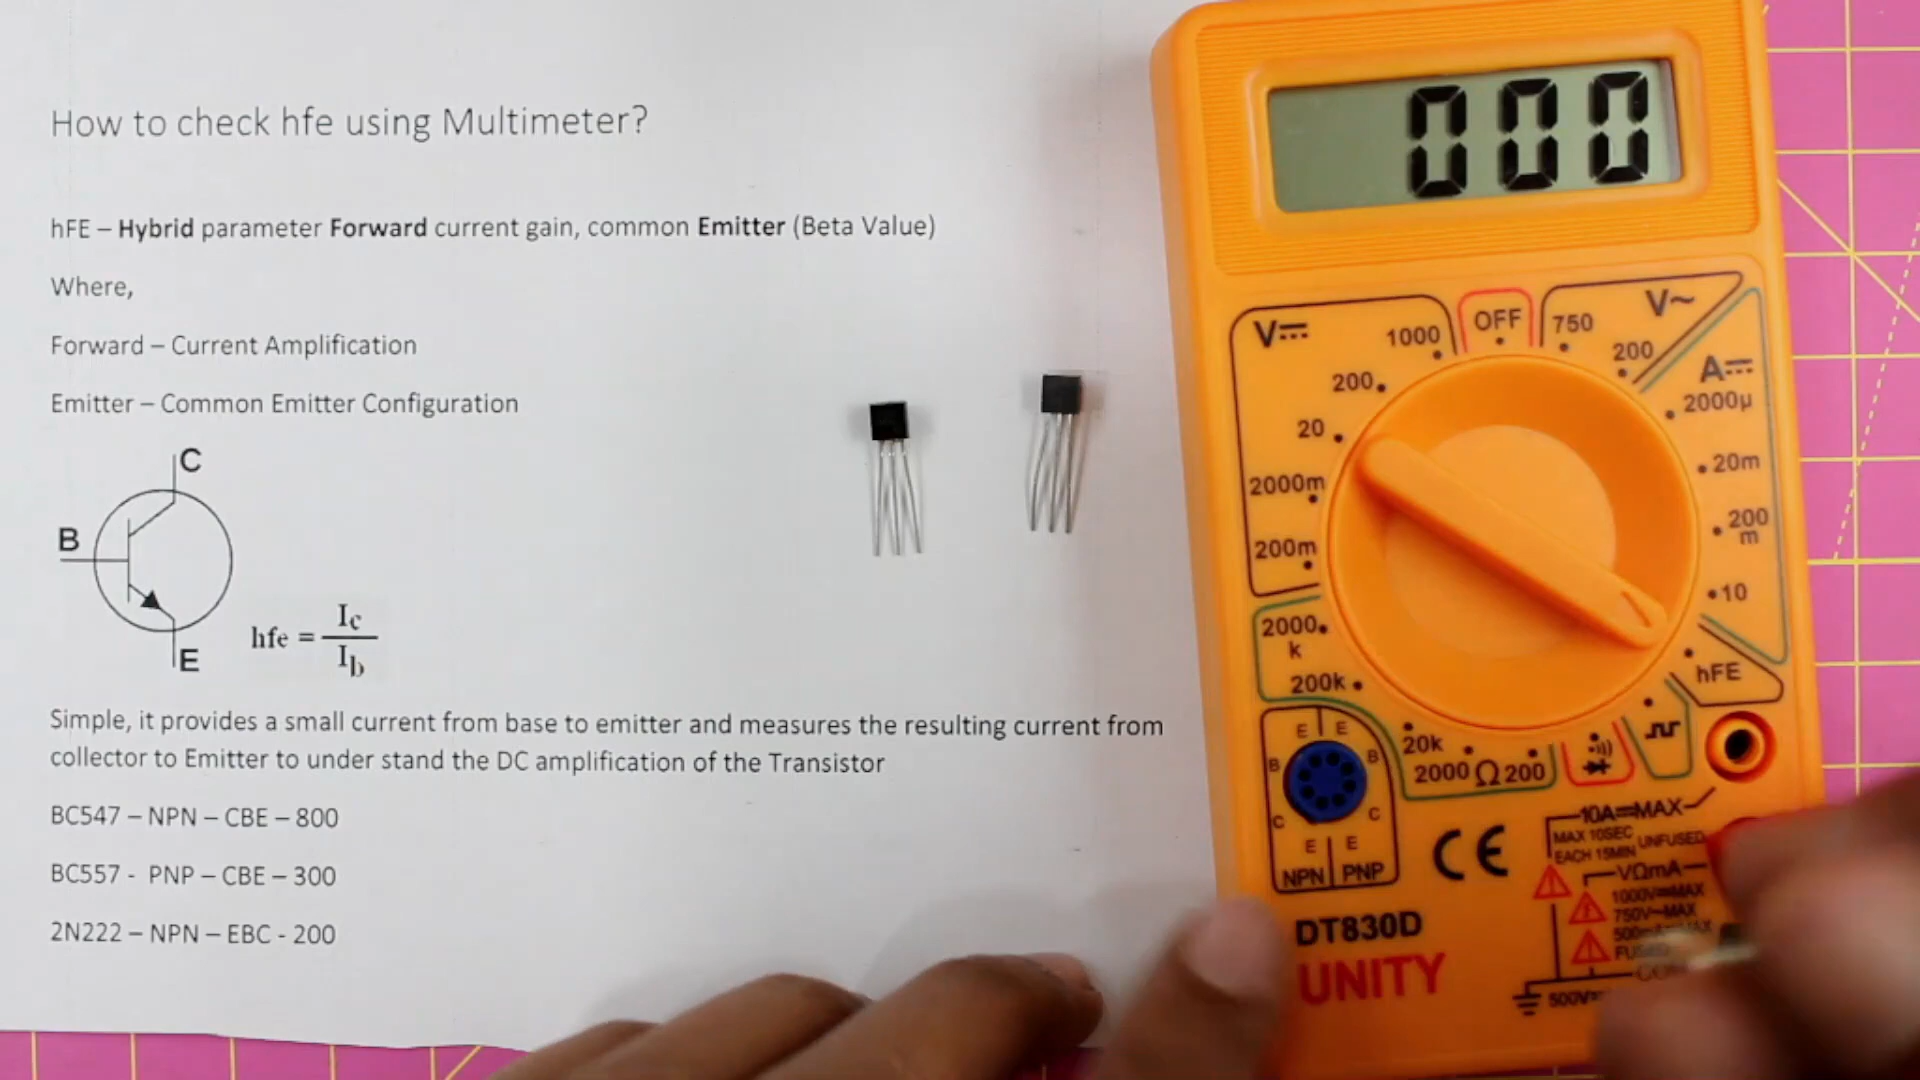 How to check hfe using Multimeter?
hFE – Hybrid parameter Forward current gain, common Emitter (Beta Value)
Where,
Forward – Current Amplification
Emitter – Common Emitter Configuration
C
B
E
hfe = Ic / Ib
Simple, it provides a small current from base to emitter and measures the resulting current from
collector to Emitter to under stand the DC amplification of the Transistor
BC547 – NPN – CBE – 800
BC557 - PNP – CBE – 300
2N222 – NPN – EBC - 200
000
V⎓
1000
OFF
750
V~
200
200
A⎓
2000µ
20
20m
2000m
200
m
200m
10
2000
k
hFE
200k
20k
2000 Ω 200
E E
B B
C C
E E
NPN PNP
CE
10A⎓MAX
MAX 10SEC UNFUSED
EACH 15MIN
VΩmA
1000V⎓MAX
750V~MAX
DT830D
UNITY